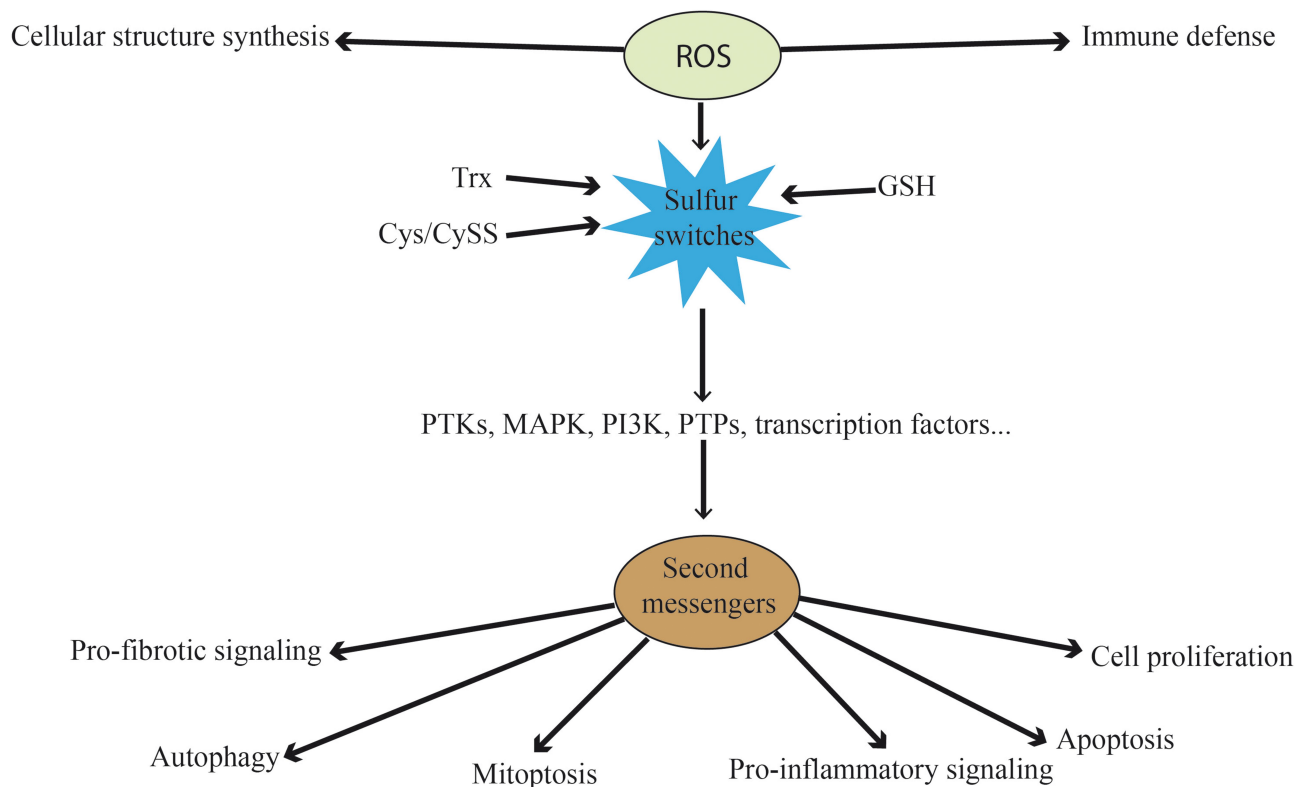 Cellular structure synthesis
ROS
Immune defense
Trx
GSH
Sulfur
switches
Cys/CySS
PTKs, MAPK, PI3K, PTPs, transcription factors...
Second
messengers
Pro-fibrotic signaling
Cell proliferation
Autophagy
Mitoptosis
Pro-inflammatory signaling
Apoptosis